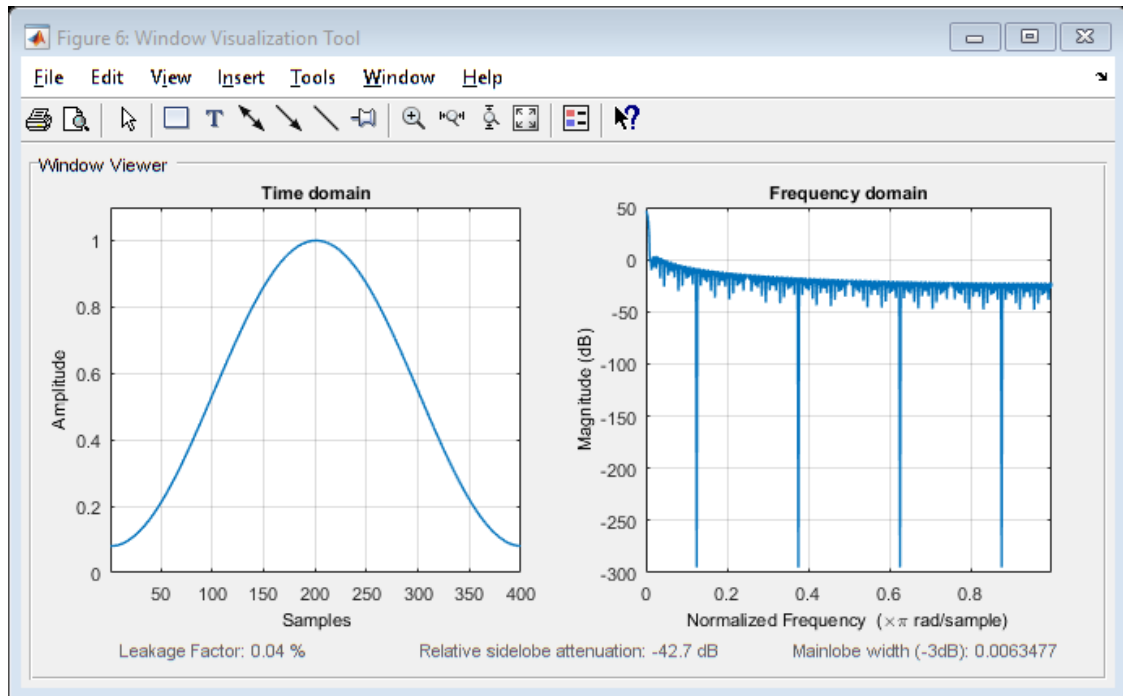 Figure 6: Window Visualization Tool
File Edit View Insert Tools Window Help
T
?
Window Viewer
Time domain
Amplitude
1
0.8
0.6
0.4
0.2
0
50 100 150 200 250 300 350 400
Samples
Frequency domain
Magnitude (dB)
50
0
-50
-100
-150
-200
-250
-300
0 0.2 0.4 0.6 0.8
Normalized Frequency (×π rad/sample)
Leakage Factor: 0.04 % Relative sidelobe attenuation: -42.7 dB Mainlobe width (-3dB): 0.0063477